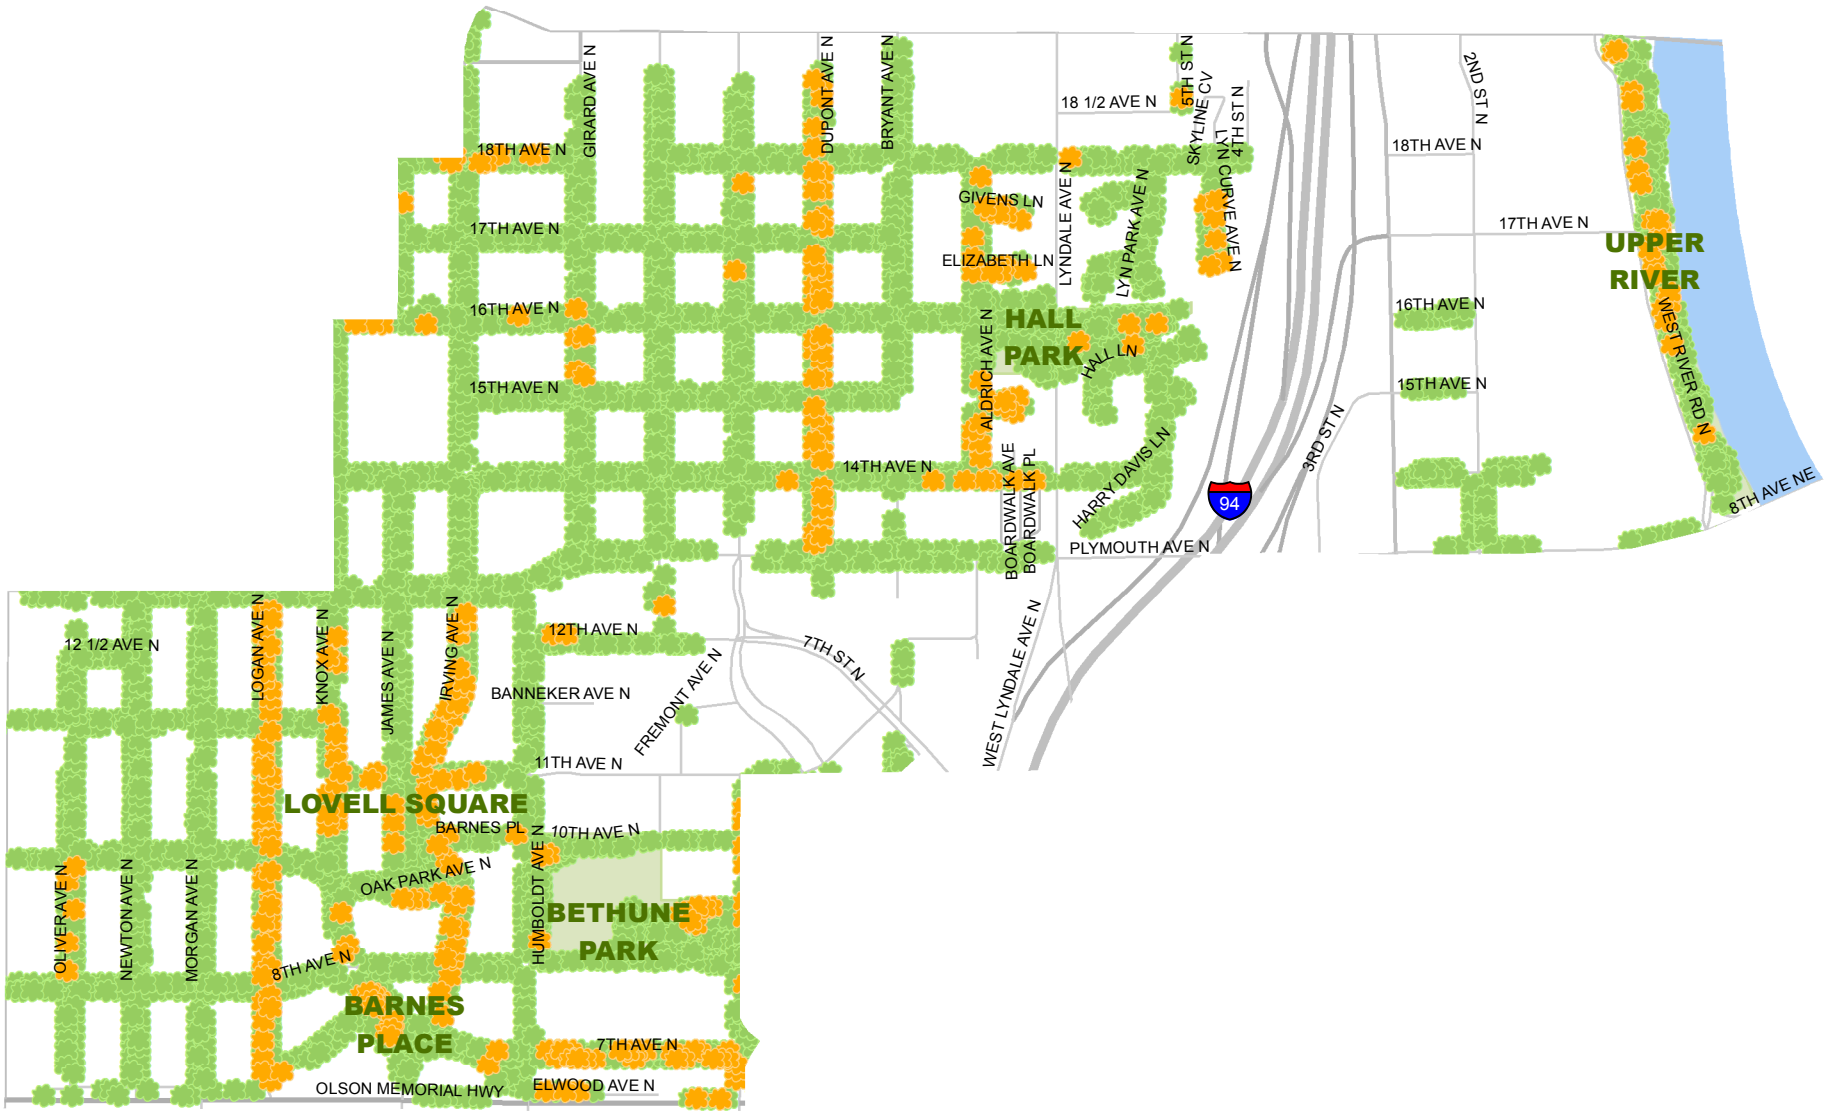 GIRARD AVE N
DUPONT AVE N
BRYANT AVE N
5TH ST N
SKYLINE CV
4TH ST N
2ND ST N
18 1/2 AVE N
18TH AVE N
18TH AVE N
LYN CURVE AVE N
GIVENS LN
LYNDALE AVE N
LYN PARK AVE N
17TH AVE N
17TH AVE N
ELIZABETH LN
UPPER
RIVER
16TH AVE N
16TH AVE N
HALL
PARK
ALDRICH AVE N
HALL LN
WEST RIVER RD N
15TH AVE N
15TH AVE N
3RD ST N
14TH AVE N
BOARDWALK AVE
BOARDWALK PL
HARRY DAVIS LN
94
8TH AVE NE
PLYMOUTH AVE N
LOGAN AVE N
KNOX AVE N
JAMES AVE N
IRVING AVE N
12 1/2 AVE N
12TH AVE N
7TH ST N
BANNEKER AVE N
FREMONT AVE N
WEST LYNDALE AVE N
11TH AVE N
LOVELL SQUARE
BARNES PL
10TH AVE N
HUMBOLDT AVE N
OAK PARK AVE N
OLIVER AVE N
NEWTON AVE N
MORGAN AVE N
BETHUNE
PARK
8TH AVE N
BARNES
PLACE
7TH AVE N
OLSON MEMORIAL HWY
ELWOOD AVE N